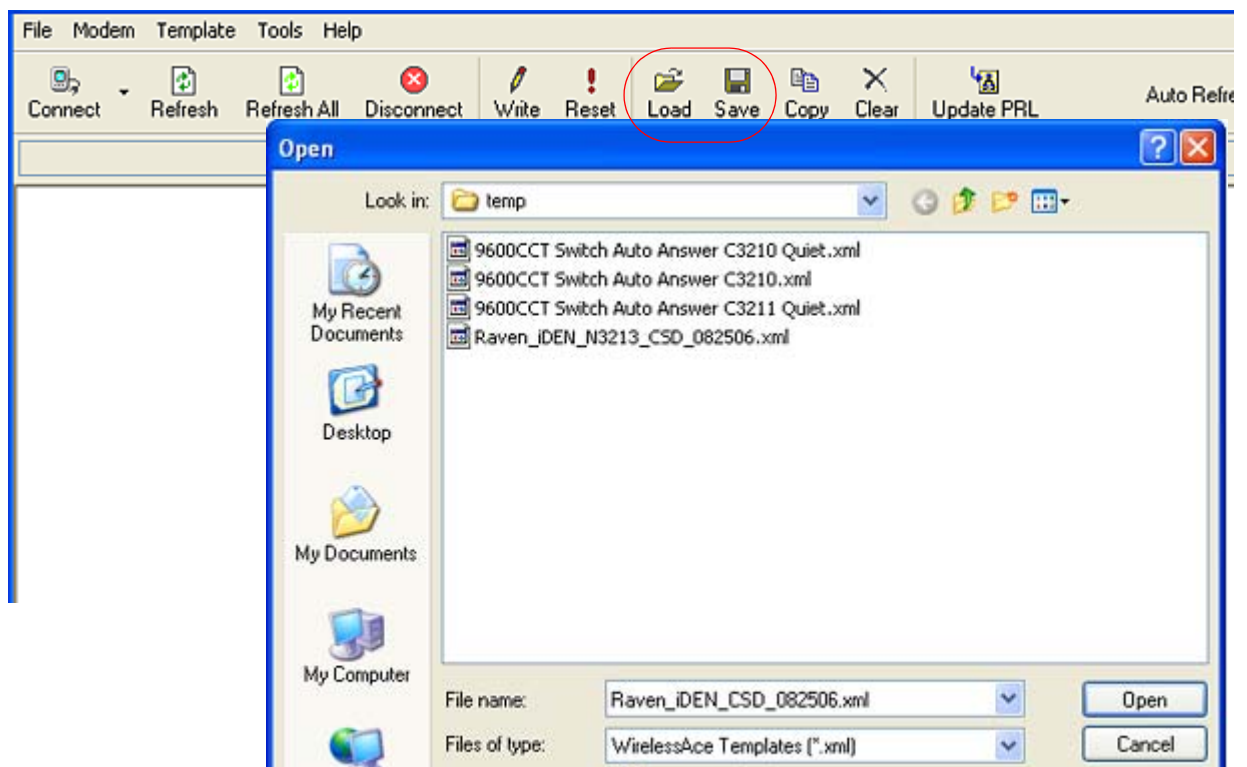 File Modem Template Tools Help
Connect Refresh Refresh All Disconnect Write Reset Load Save Copy Clear Update PRL Auto Refre
Open
Look in: temp
9600CCT Switch Auto Answer C3210 Quiet.xml
9600CCT Switch Auto Answer C3210.xml
9600CCT Switch Auto Answer C3211 Quiet.xml
Raven_iDEN_N3213_CSD_082506.xml
My Recent
Documents
Desktop
My Documents
My Computer
File name: Raven_iDEN_CSD_082506.xml Open
Files of type: WirelessAce Templates (*.xml) Cancel